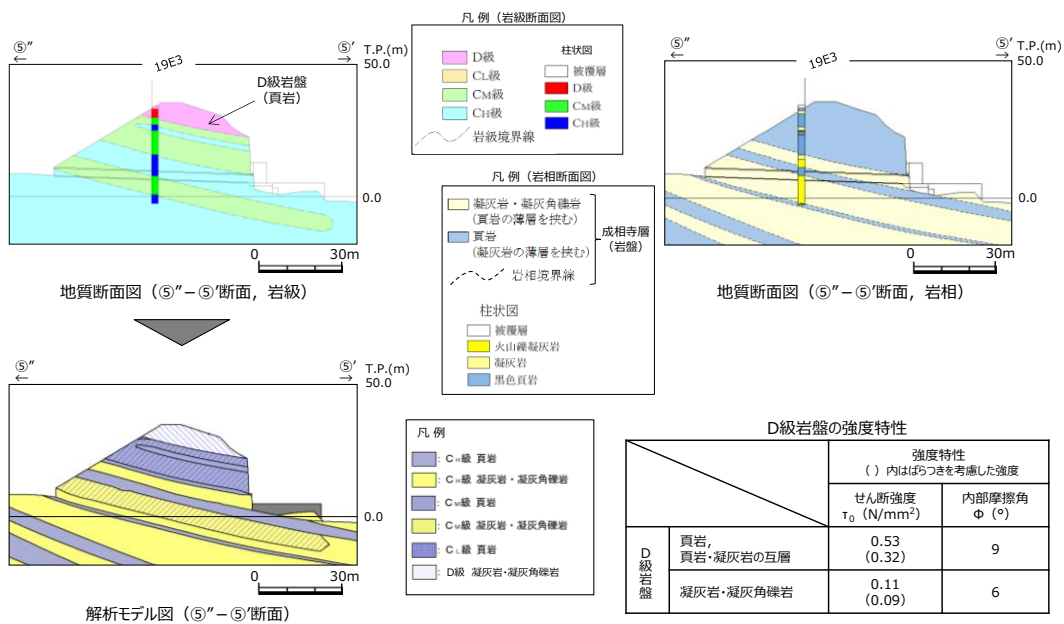 ⑤″
⑤′
T.P.(m)
50.0
19E3
D級岩盤
(頁岩)
0.0
0
30m
地質断面図(⑤″−⑤′断面,岩級)
凡 例(岩級断面図)
D級
CL級
CM級
CH級
岩級境界線
柱状図
被覆層
D級
CM級
CH級
凡 例(岩相断面図)
凝灰岩・凝灰角礫岩
(頁岩の薄層を挟む)
頁岩
(凝灰岩の薄層を挟む)
成相寺層
(岩盤)
岩相境界線
柱状図
被覆層
火山礫凝灰岩
凝灰岩
黒色頁岩
⑤″
⑤′
T.P.(m)
50.0
19E3
0.0
0
30m
地質断面図(⑤″−⑤′断面,岩相)
⑤″
⑤′
T.P.(m)
50.0
0.0
0
30m
解析モデル図(⑤″−⑤′断面)
凡 例
: CH級 頁岩
: CH級 凝灰岩・凝灰角礫岩
: CM級 頁岩
: CM級 凝灰岩・凝灰角礫岩
: CL級 頁岩
: D級 凝灰岩・凝灰角礫岩
D級岩盤の強度特性
強度特性
( )内はばらつきを考慮した強度
せん断強度
τ0(N/mm²)
内部摩擦角
Φ(°)
D級岩盤
頁岩,
頁岩・凝灰岩の互層
0.53
(0.32)
9
凝灰岩・凝灰角礫岩
0.11
(0.09)
6